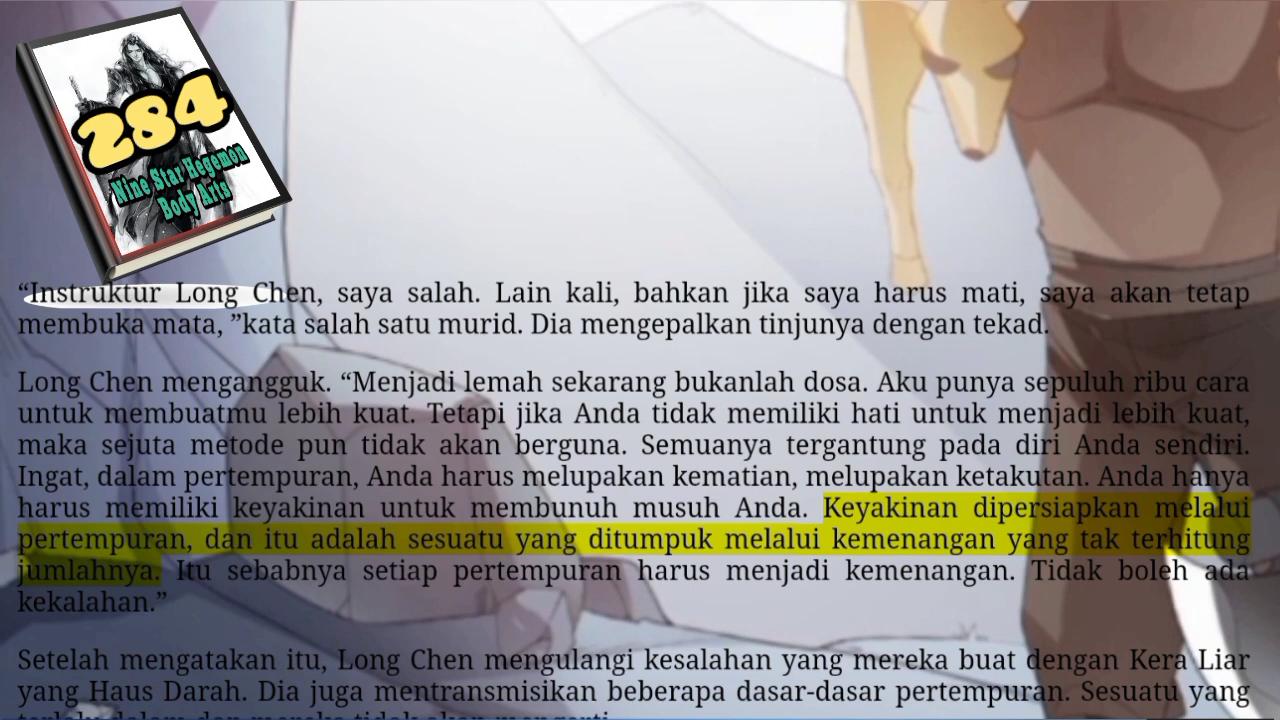 284
Nine Star Hegemon
Body Arts
“Instruktur Long Chen, saya salah. Lain kali, bahkan jika saya harus mati, saya akan tetap
membuka mata, ”kata salah satu murid. Dia mengepalkan tinjunya dengan tekad.
Long Chen mengangguk. “Menjadi lemah sekarang bukanlah dosa. Aku punya sepuluh ribu cara
untuk membuatmu lebih kuat. Tetapi jika Anda tidak memiliki hati untuk menjadi lebih kuat,
maka sejuta metode pun tidak akan berguna. Semuanya tergantung pada diri Anda sendiri.
Ingat, dalam pertempuran, Anda harus melupakan kematian, melupakan ketakutan. Anda hanya
harus memiliki keyakinan untuk membunuh musuh Anda. Keyakinan dipersiapkan melalui
pertempuran, dan itu adalah sesuatu yang ditumpuk melalui kemenangan yang tak terhitung
jumlahnya. Itu sebabnya setiap pertempuran harus menjadi kemenangan. Tidak boleh ada
kekalahan.”
Setelah mengatakan itu, Long Chen mengulangi kesalahan yang mereka buat dengan Kera Liar
yang Haus Darah. Dia juga mentransmisikan beberapa dasar-dasar pertempuran. Sesuatu yang
terlalu dalam dan mereka tidak akan mengerti.